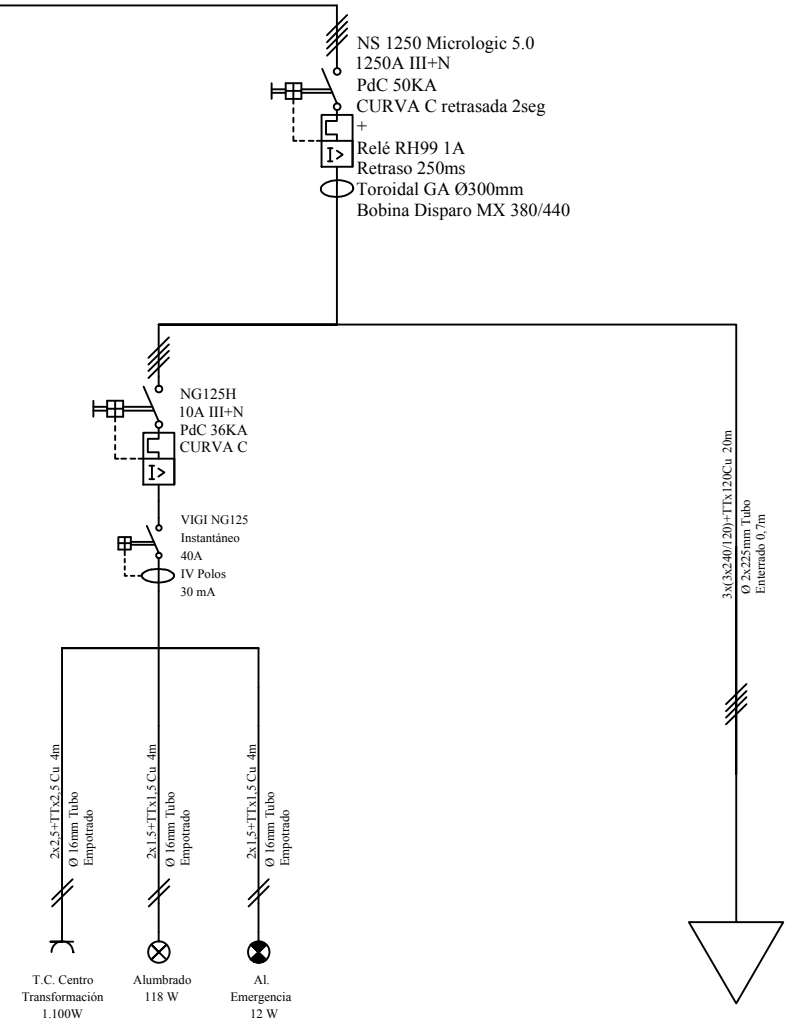 NS 1250 Micrologic 5.0
1250A III+N
PdC 50KA
CURVA C retrasada 2seg
+
Relé RH99 1A
Retraso 250ms
Toroidal GA Ø300mm
Bobina Disparo MX 380/440
I>
NG125H
10A III+N
PdC 36KA
CURVA C
I>
VIGI NG125
Instantáneo
40A
IV Polos
30 mA
3x(3x240/120)+TTx120Cu 20m
Ø 2x225mm Tubo
Enterrado 0,7m
2x2,5+TTx2,5 Cu 4m
Ø 16mm Tubo
Empotrado
2x1,5+TTx1,5 Cu 4m
Ø 16mm Tubo
Empotrado
2x1,5+TTx1,5 Cu 4m
Ø 16mm Tubo
Empotrado
T.C. Centro
Transformación
1.100W
Alumbrado
118 W
Al.
Emergencia
12 W